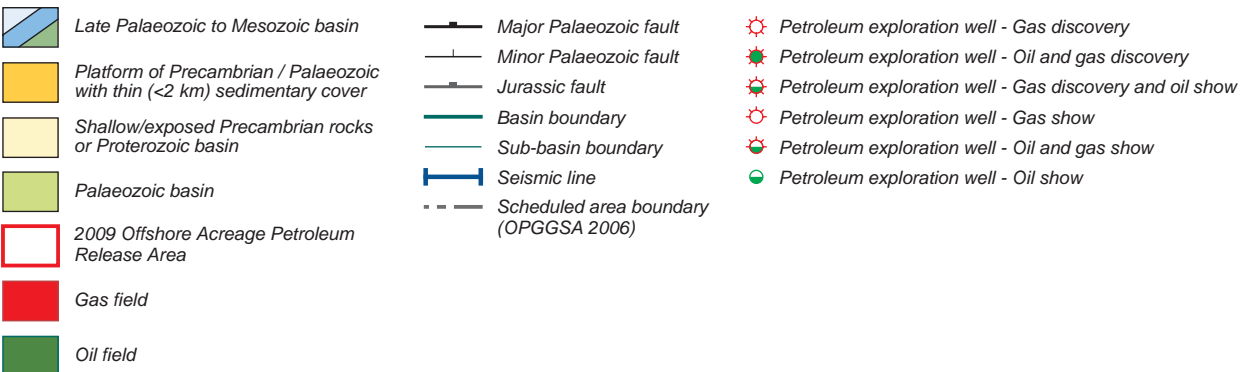 Late Palaeozoic to Mesozoic basin
Platform of Precambrian / Palaeozoic
with thin (<2 km) sedimentary cover
Shallow/exposed Precambrian rocks
or Proterozoic basin
Palaeozoic basin
2009 Offshore Acreage Petroleum
Release Area
Gas field
Oil field
Major Palaeozoic fault
Minor Palaeozoic fault
Jurassic fault
Basin boundary
Sub-basin boundary
Seismic line
Scheduled area boundary
(OPGGSA 2006)
Petroleum exploration well - Gas discovery
Petroleum exploration well - Oil and gas discovery
Petroleum exploration well - Gas discovery and oil show
Petroleum exploration well - Gas show
Petroleum exploration well - Oil and gas show
Petroleum exploration well - Oil show